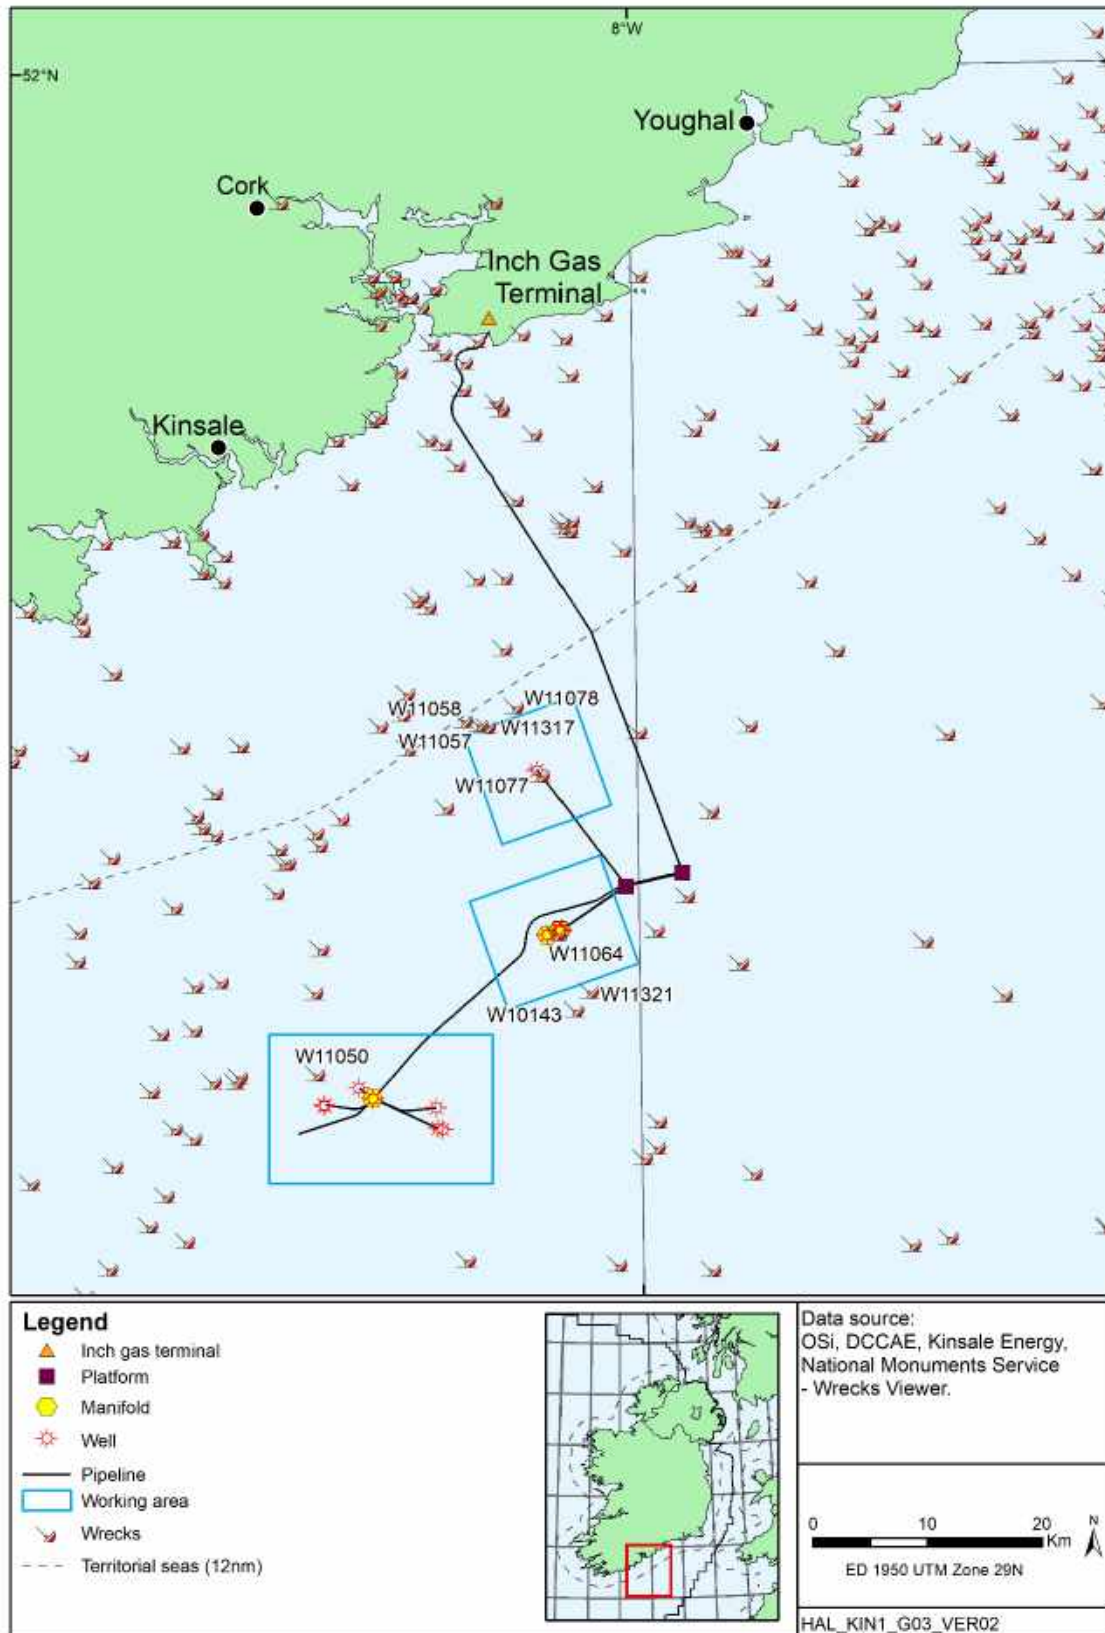 8°W
52°N
Youghal
Cork
Inch Gas
Terminal
Kinsale
W11078
W11058
W11317
W11057
W11077
W11064
W11321
W10143
W11050
Legend
Inch gas terminal
Platform
Manifold
Well
Pipeline
Working area
Wrecks
Territorial seas (12nm)
Data source:
OSi, DCCAE, Kinsale Energy,
National Monuments Service
- Wrecks Viewer.
0 10 20
Km
N
ED 1950 UTM Zone 29N
HAL_KIN1_G03_VER02